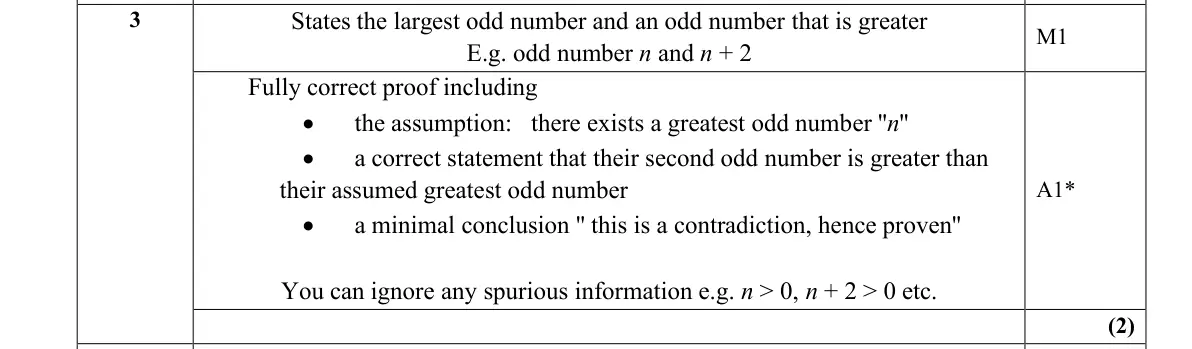 3
States the largest odd number and an odd number that is greater
E.g. odd number n and n + 2
M1
Fully correct proof including
• the assumption: there exists a greatest odd number "n"
• a correct statement that their second odd number is greater than
their assumed greatest odd number
• a minimal conclusion " this is a contradiction, hence proven"
You can ignore any spurious information e.g. n > 0, n + 2 > 0 etc.
A1*
(2)